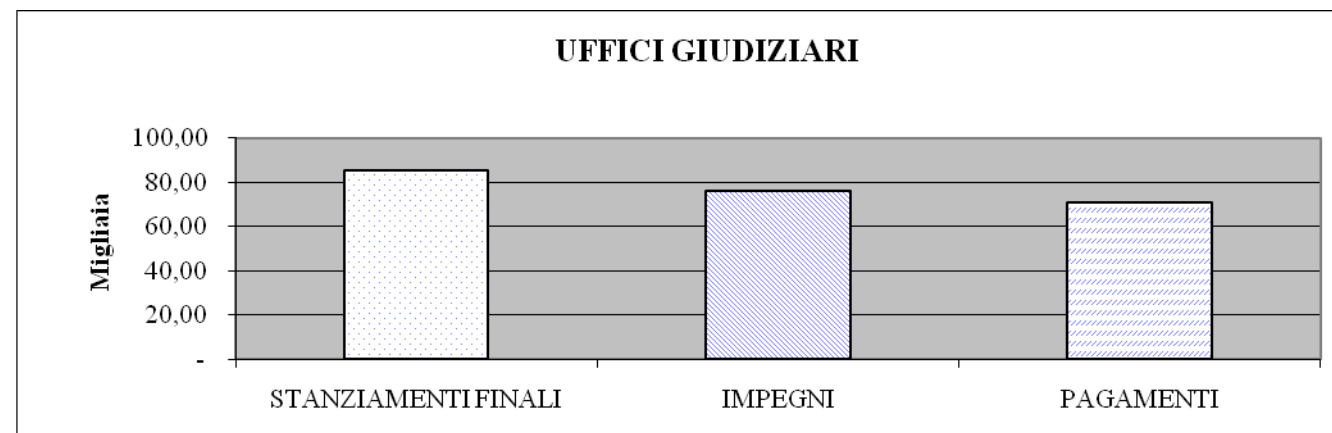 UFFICI GIUDIZIARI
100,00
80,00
60,00
40,00
20,00
-
Migliaia
STANZIAMENTI FINALI
IMPEGNI
PAGAMENTI